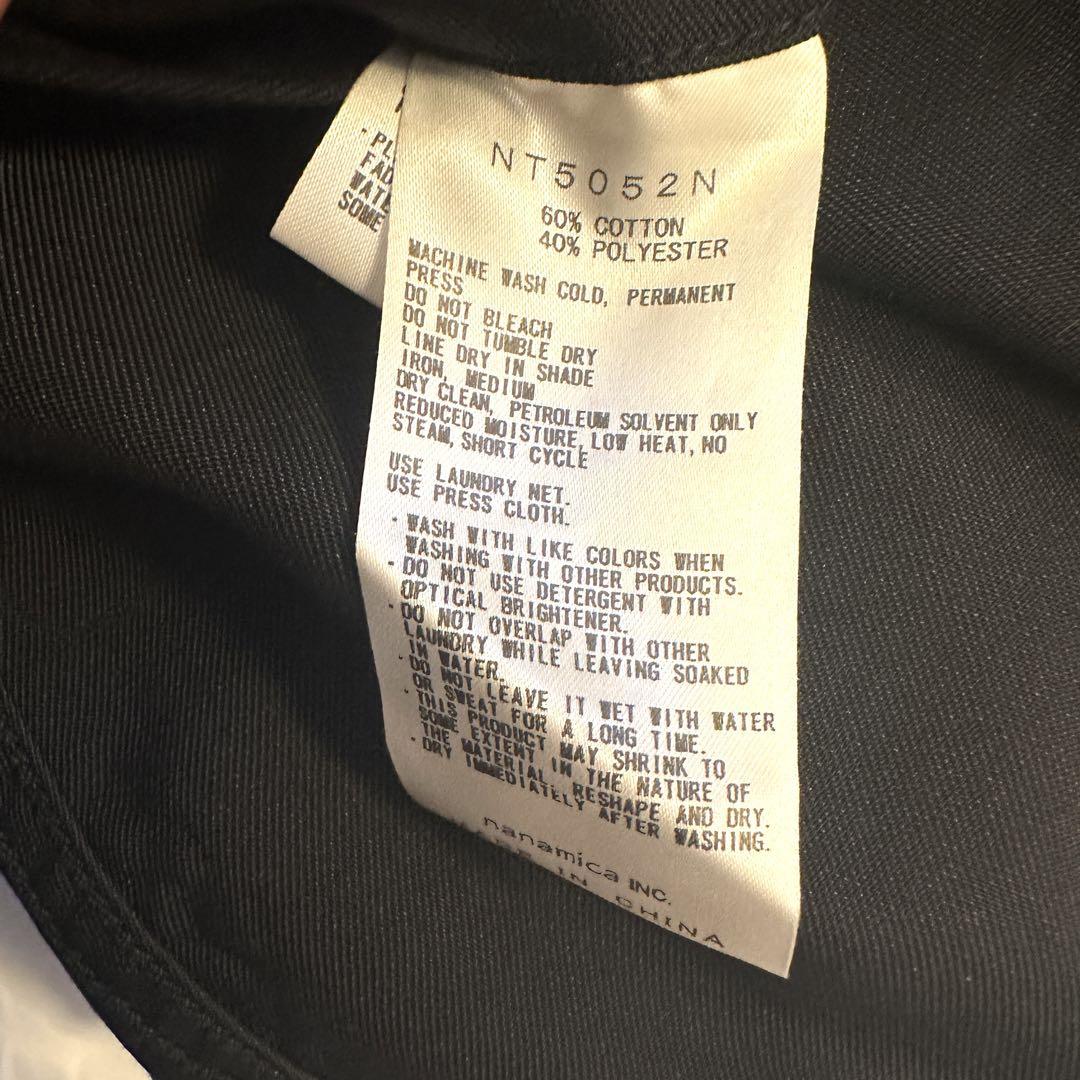 NT5052N
60% COTTON
40% POLYESTER
MACHINE WASH COLD, PERMANENT
PRESS
DO NOT BLEACH
DO NOT TUMBLE DRY
LINE DRY IN SHADE
IRON, MEDIUM
DRY CLEAN, PETROLEUM SOLVENT ONLY
REDUCED MOISTURE, LOW HEAT, NO
STEAM, SHORT CYCLE
USE LAUNDRY NET.
USE PRESS CLOTH.
· WASH WITH LIKE COLORS WHEN
WASHING WITH OTHER PRODUCTS.
· DO NOT USE DETERGENT WITH
OPTICAL BRIGHTENER.
· DO NOT OVERLAP WITH OTHER
LAUNDRY WHILE LEAVING SOAKED
IN WATER.
· DO NOT LEAVE IT WET WITH WATER
OR SWEAT FOR A LONG TIME.
· THIS PRODUCT MAY SHRINK TO
SOME EXTENT IN THE NATURE OF
THE MATERIAL. RESHAPE AND DRY.
· DRY IMMEDIATELY AFTER WASHING.
nanamica INC.
MADE IN CHINA
· PL
FAD
WAT
SOME